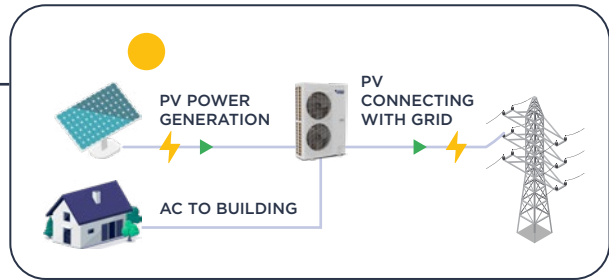 PV POWER
GENERATION
PV
CONNECTING
WITH GRID
AC TO BUILDING